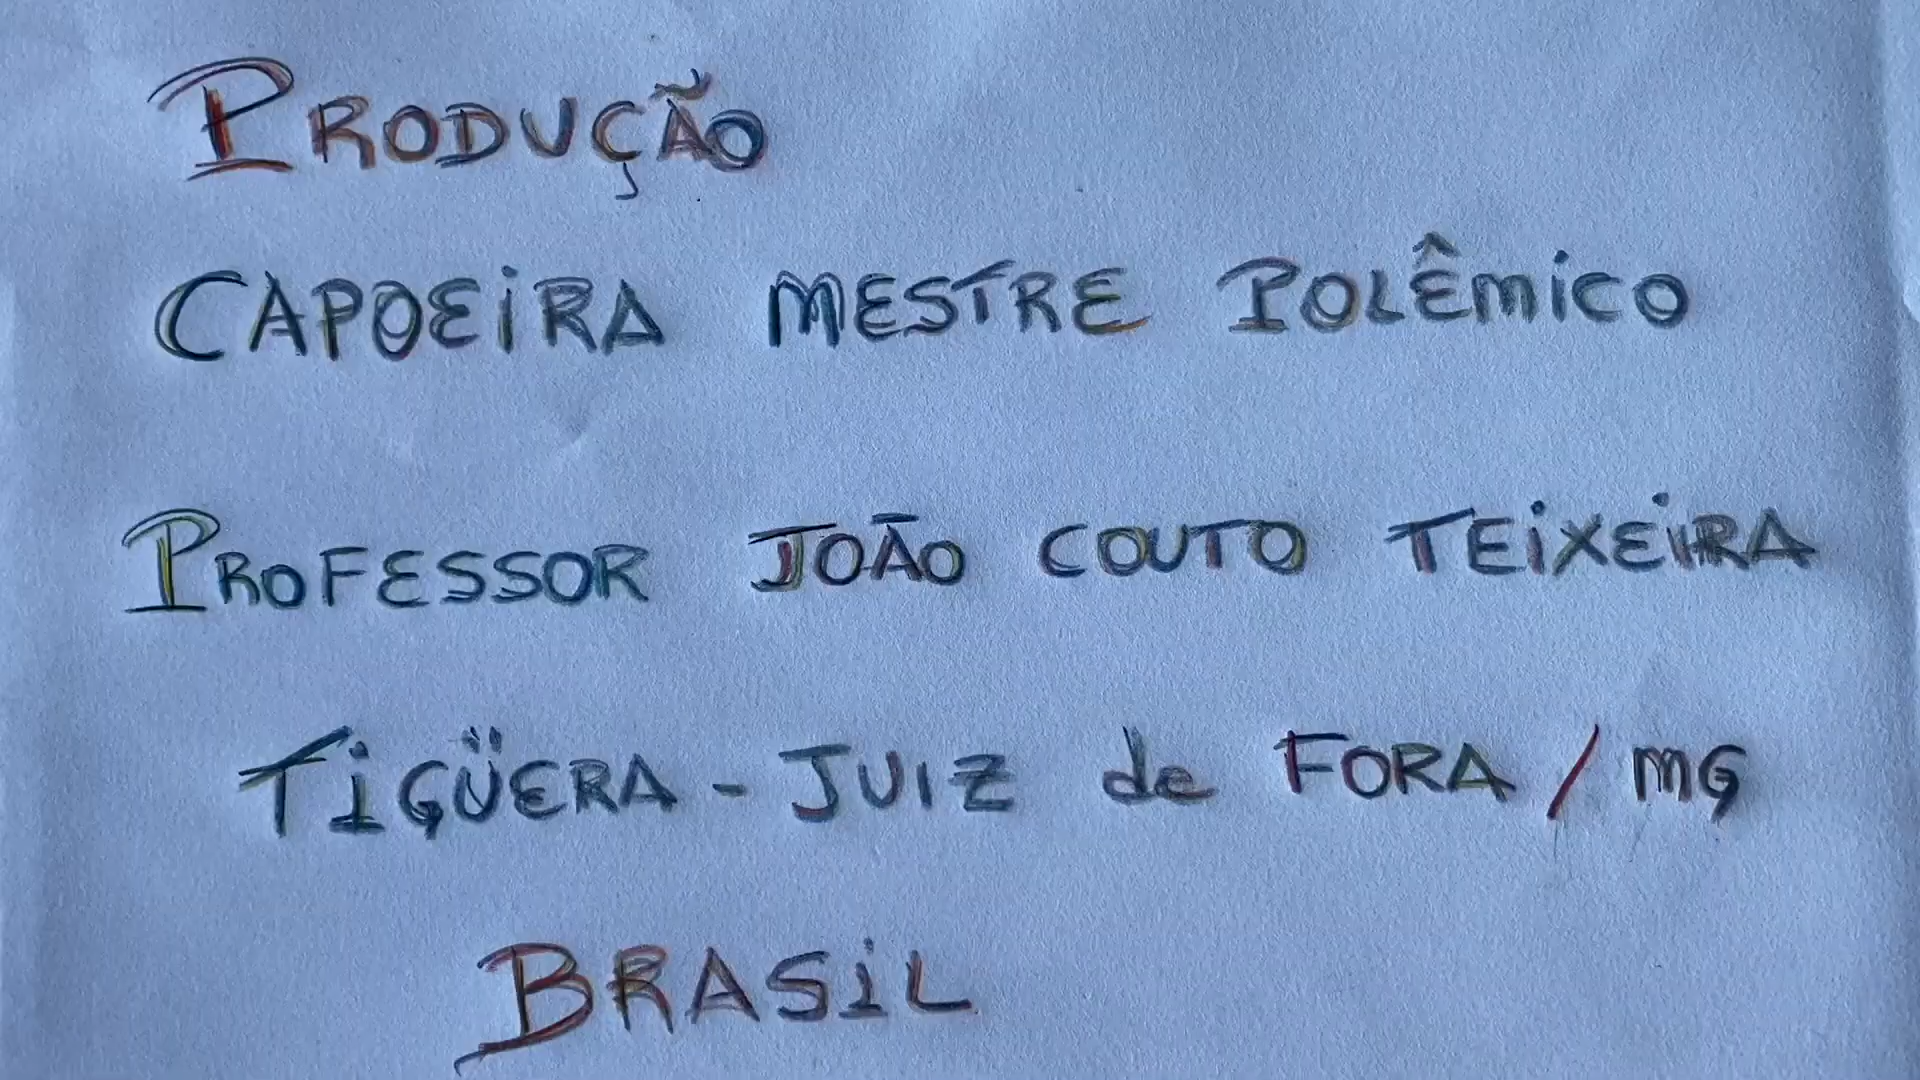 PRODUÇÃO
CAPOEIRA MESTRE POLÊMICO
PROFESSOR JOÃO COUTO TEIXEIRA
TIGÜERA - JUIZ de FORA / MG
BRASIL